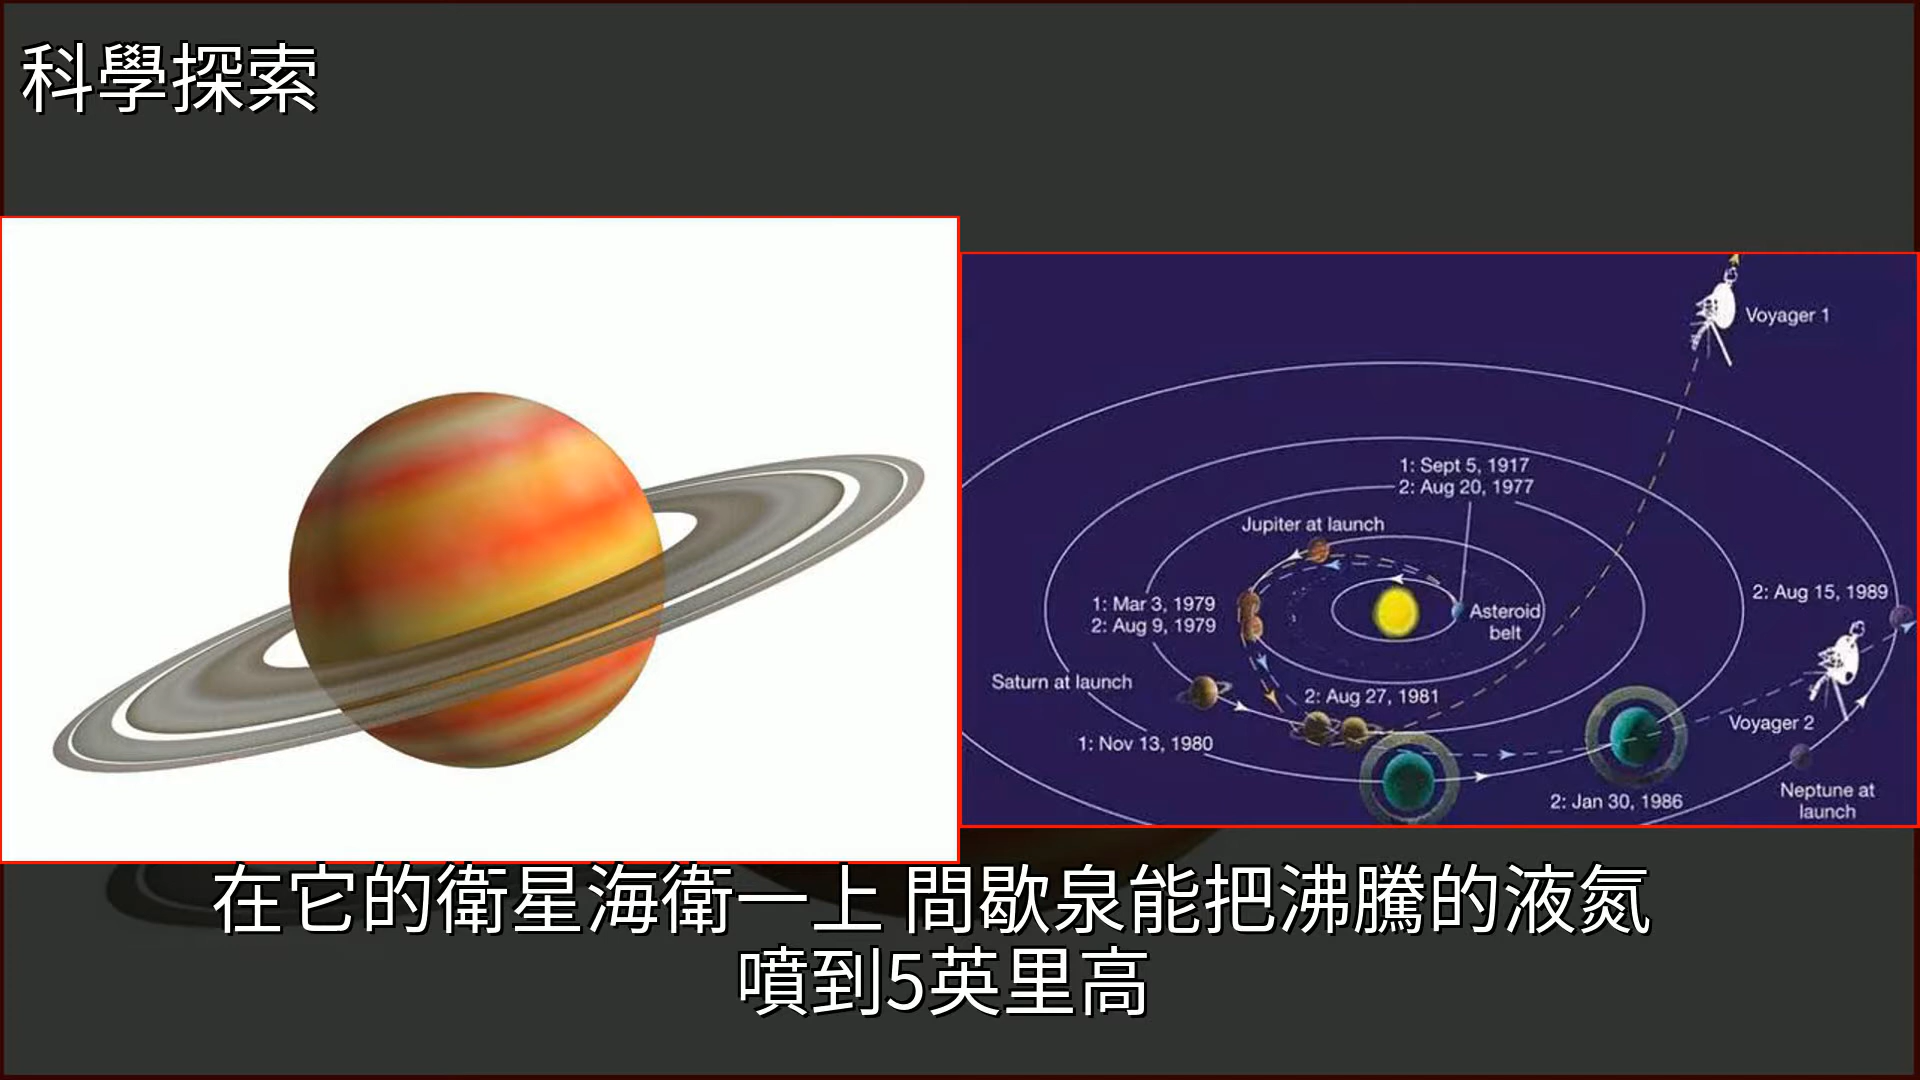 科學探索
Voyager 1
1: Sept 5, 1917
2: Aug 20, 1977
Jupiter at launch
2: Aug 15, 1989
1: Mar 3, 1979
2: Aug 9, 1979
Asteroid
belt
Saturn at launch
2: Aug 27, 1981
Voyager 2
1: Nov 13, 1980
2: Jan 30, 1986
Neptune at
launch
在它的衛星海衛一上 間歇泉能把沸騰的液氮
噴到5英里高